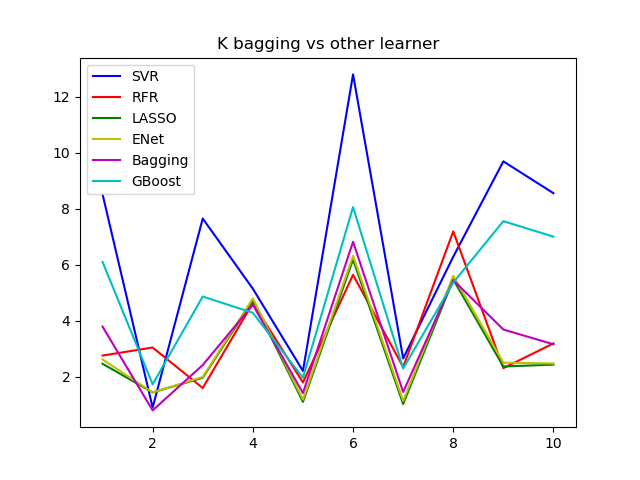 K bagging vs other learner
SVR
RFR
LASSO
ENet
Bagging
GBoost
12
10
8
6
4
2
2 4 6 8 10